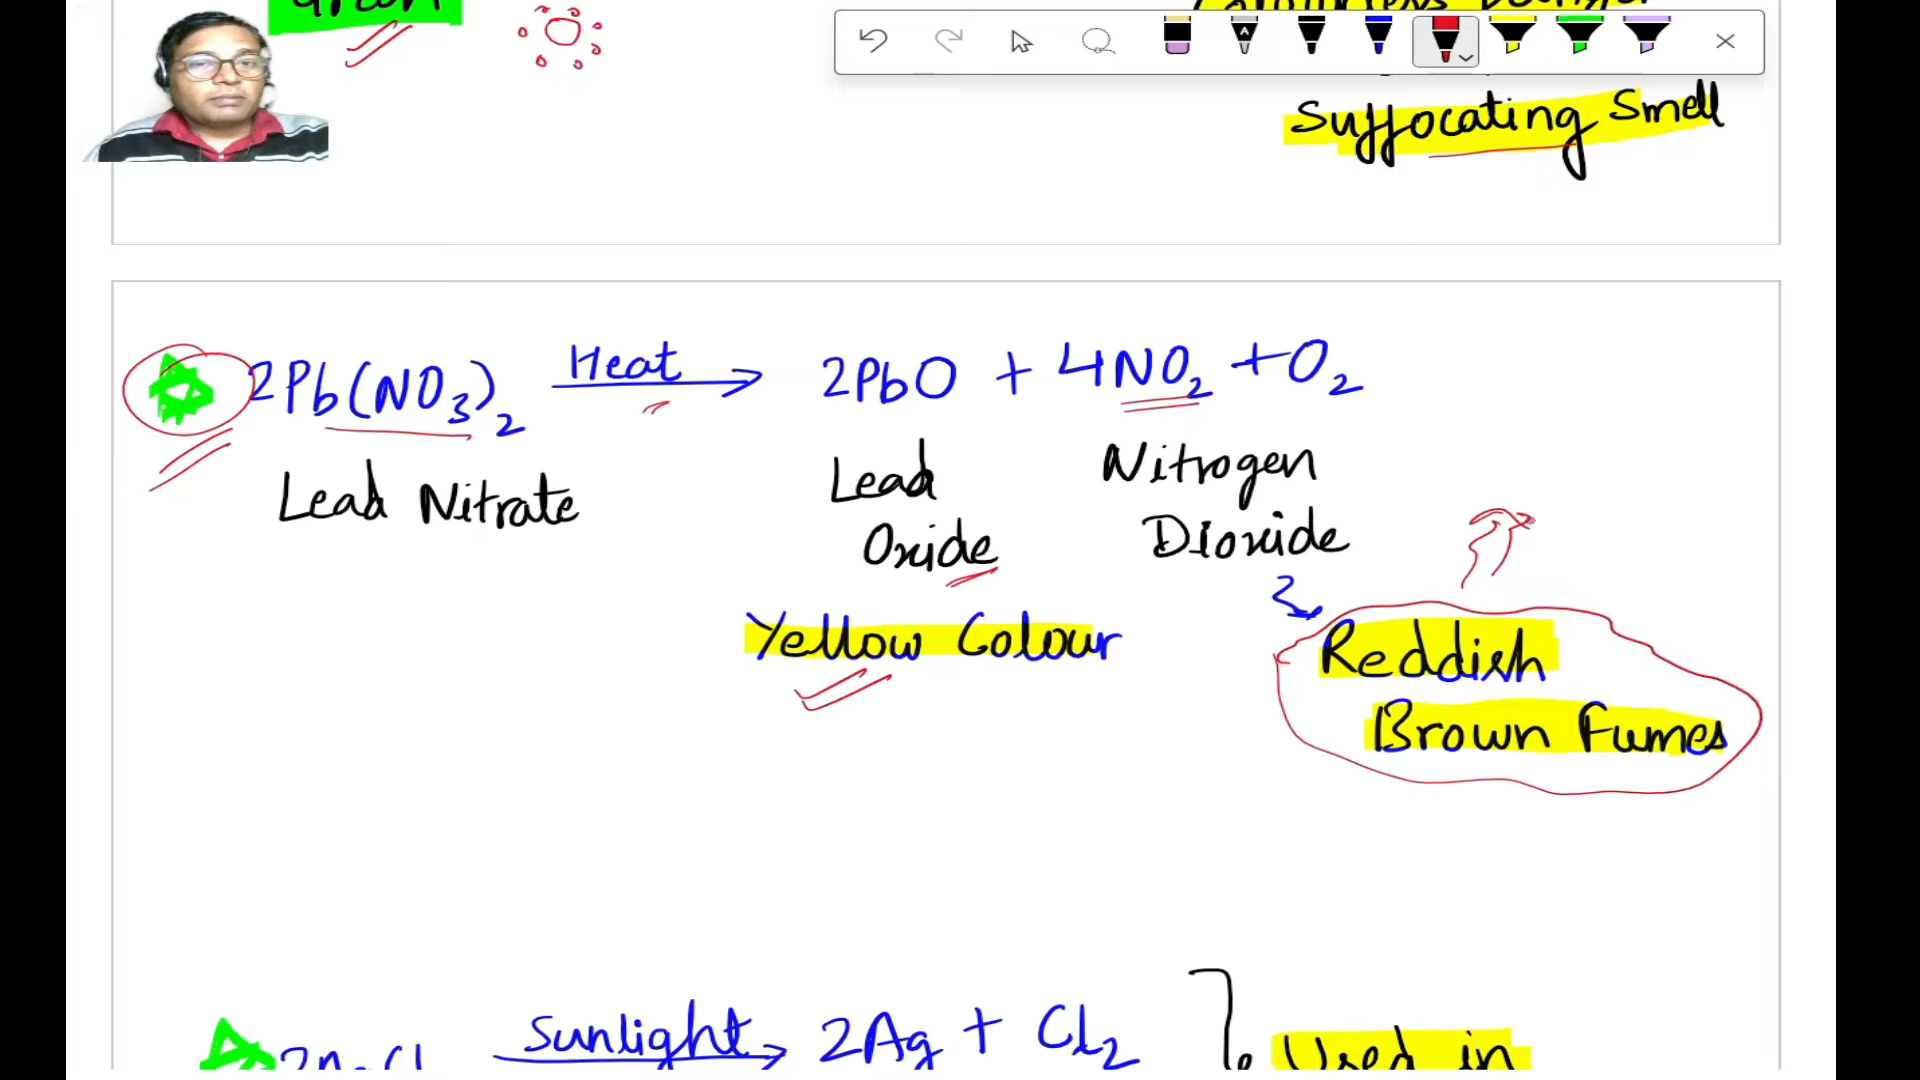 Green
Suffocating Smell
2Pb(NO₃)₂ Heat → 2PbO + 4NO₂ + O₂
Lead Nitrate
Lead Oxide
Nitrogen Dioxide
Yellow Colour
Reddish
Brown Fumes
Sunlight → 2Ag + Cl₂
Used in